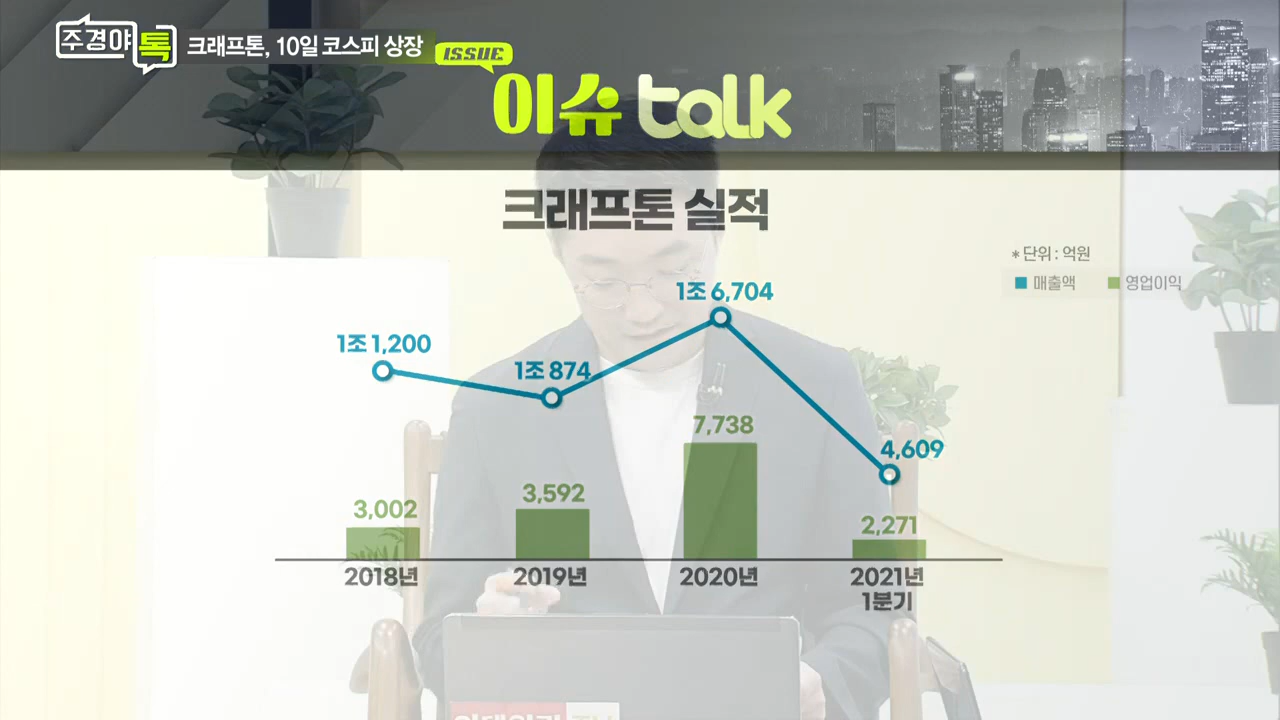 주경야톡
크래프톤, 10일 코스피 상장
ISSUE
이슈 talk
크래프톤 실적
* 단위 : 억원
매출액 영업이익
1조 6,704
1조 1,200
1조 874
7,738
4,609
3,592
3,002
2,271
2018년 2019년 2020년 2021년
1분기